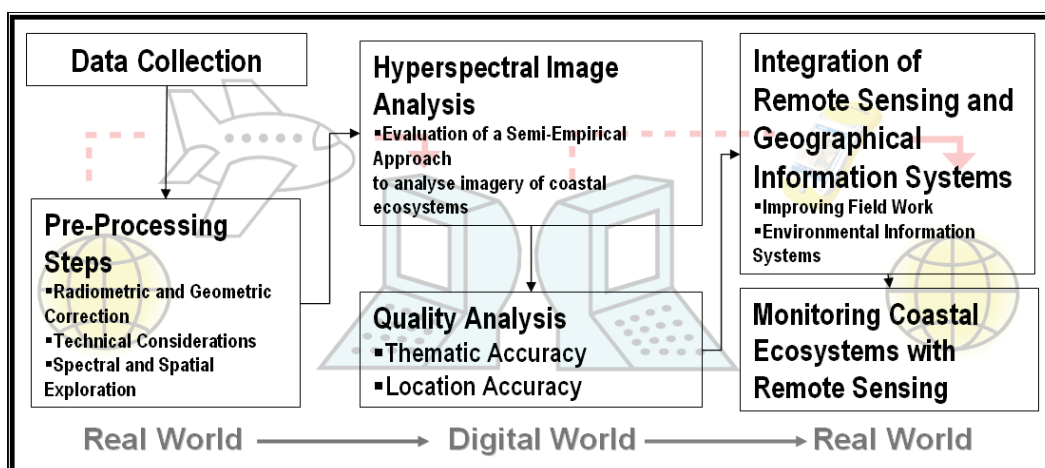 Data Collection
Pre-Processing
Steps
▪Radiometric and Geometric
Correction
▪Technical Considerations
▪Spectral and Spatial
Exploration
Hyperspectral Image
Analysis
▪Evaluation of a Semi-Empirical
Approach
to analyse imagery of coastal
ecosystems
Quality Analysis
▪Thematic Accuracy
▪Location Accuracy
Integration of
Remote Sensing and
Geographical
Information Systems
▪Improving Field Work
▪Environmental Information
Systems
Monitoring Coastal
Ecosystems with
Remote Sensing
Real World Digital World Real World